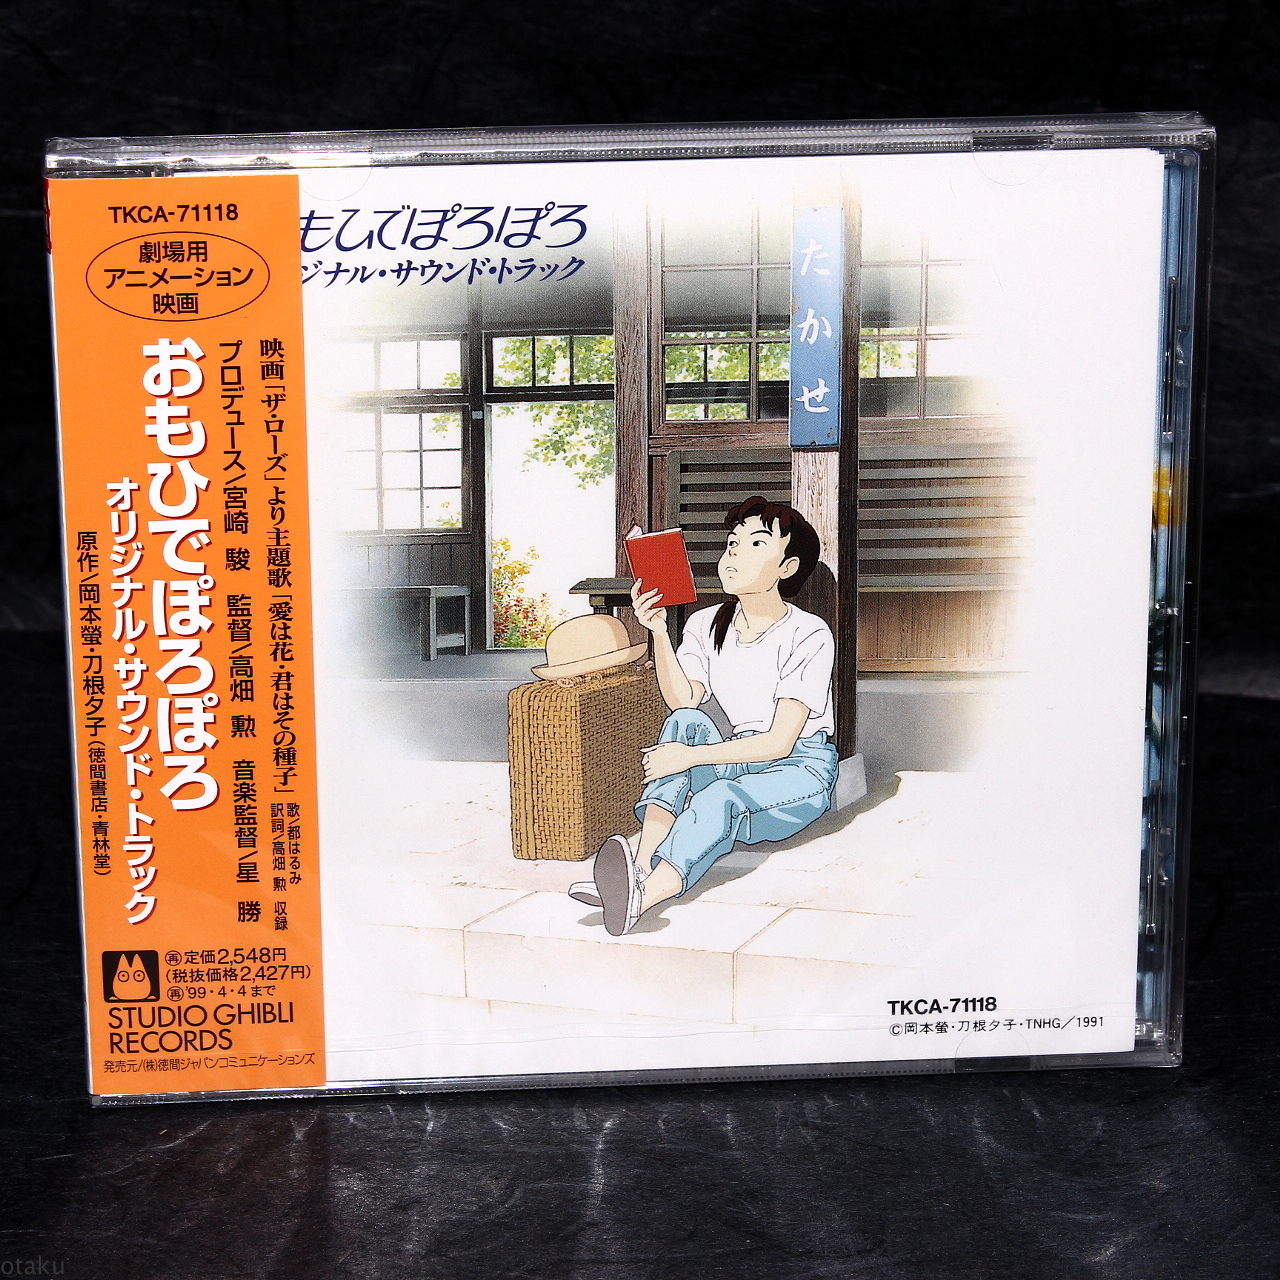 TKCA-71118
劇場用
アニメーション
映画
映画「ザ・ローズ」より主題歌「愛は花・君はその種子」
歌/都はるみ
訳詞/高畑 勲 収録
プロデュース/宮崎 駿 監督/高畑 勲 音楽監督/星 勝
おもひでぽろぽろ
オリジナル・サウンド・トラック
原作/岡本螢・刀根夕子(徳間書店・青林堂)
再定価2,548円
(税抜価格2,427円)
再'99・4・4まで
STUDIO GHIBLI
RECORDS
発売元/(株)徳間ジャパンコミュニケーションズ
もひでぽろぽろ
ジナル・サウンド・トラック
たかせ
TKCA-71118
©岡本螢・刀根夕子・TNHG/1991
otaku